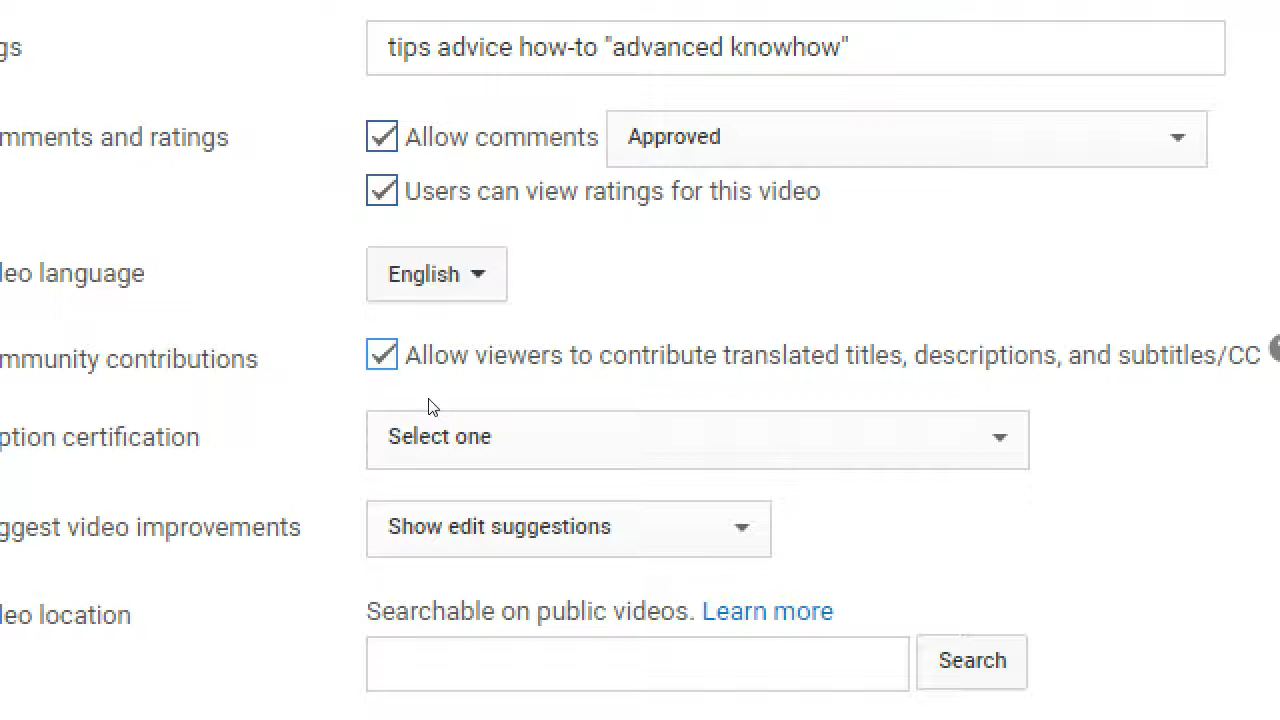 gs
tips advice how-to "advanced knowhow"
mments and ratings
Allow comments
Approved
Users can view ratings for this video
leo language
English
mmunity contributions
Allow viewers to contribute translated titles, descriptions, and subtitles/CC
ption certification
Select one
ggest video improvements
Show edit suggestions
leo location
Searchable on public videos. Learn more
Search